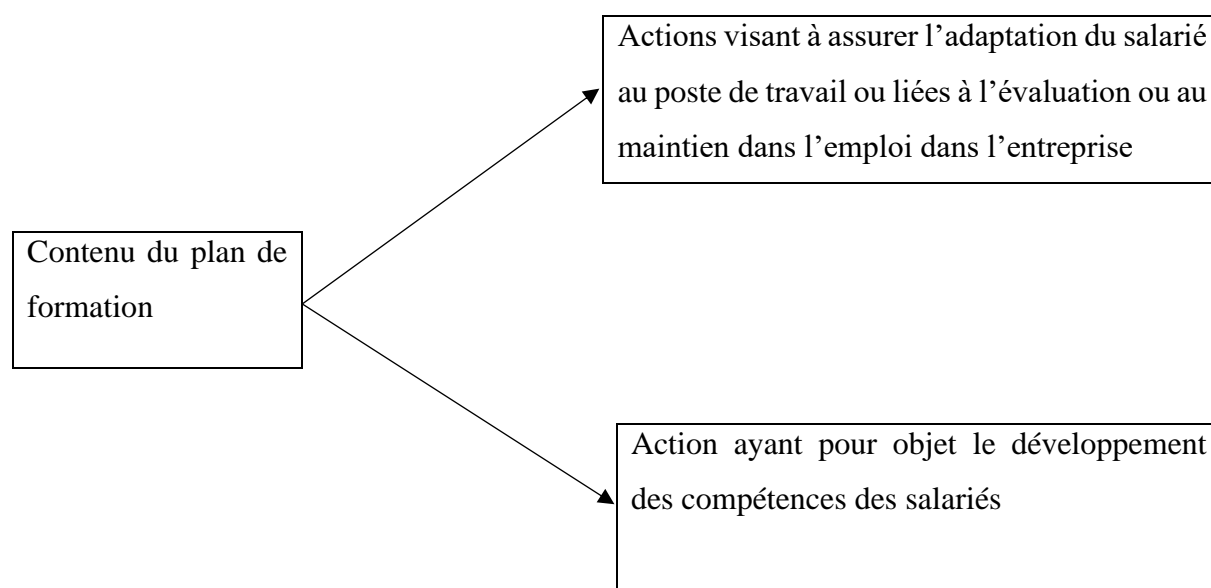 Actions visant à assurer l’adaptation du salarié
au poste de travail ou liées à l’évaluation ou au
maintien dans l’emploi dans l’entreprise
Contenu du plan de
formation
Action ayant pour objet le développement
des compétences des salariés